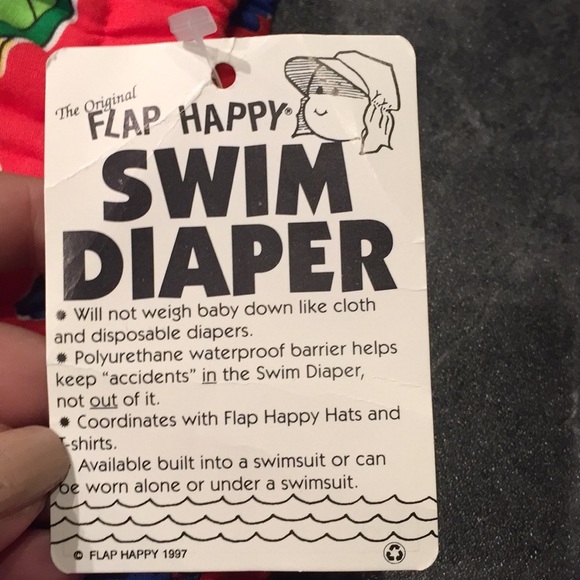 The Original
FLAP HAPPY®
SWIM
DIAPER
✹ Will not weigh baby down like cloth
and disposable diapers.
✹ Polyurethane waterproof barrier helps
keep "accidents" in the Swim Diaper,
not out of it.
✹ Coordinates with Flap Happy Hats and
T-shirts.
Available built into a swimsuit or can
be worn alone or under a swimsuit.
© FLAP HAPPY 1997